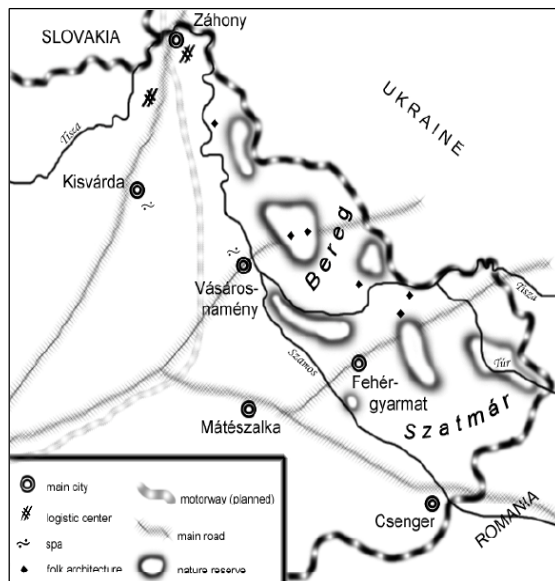 Záhony
SLOVAKIA
UKRAINE
Tisza
Kisvárda
Bereg
Vásáros-
namény
Tisza
Szamos
Túr
Fehér-
gyarmat
Szatmár
Mátészalka
Csenger
ROMANIA
main city
motorway (planned)
logistic center
main road
spa
folk architecture
nature reserve